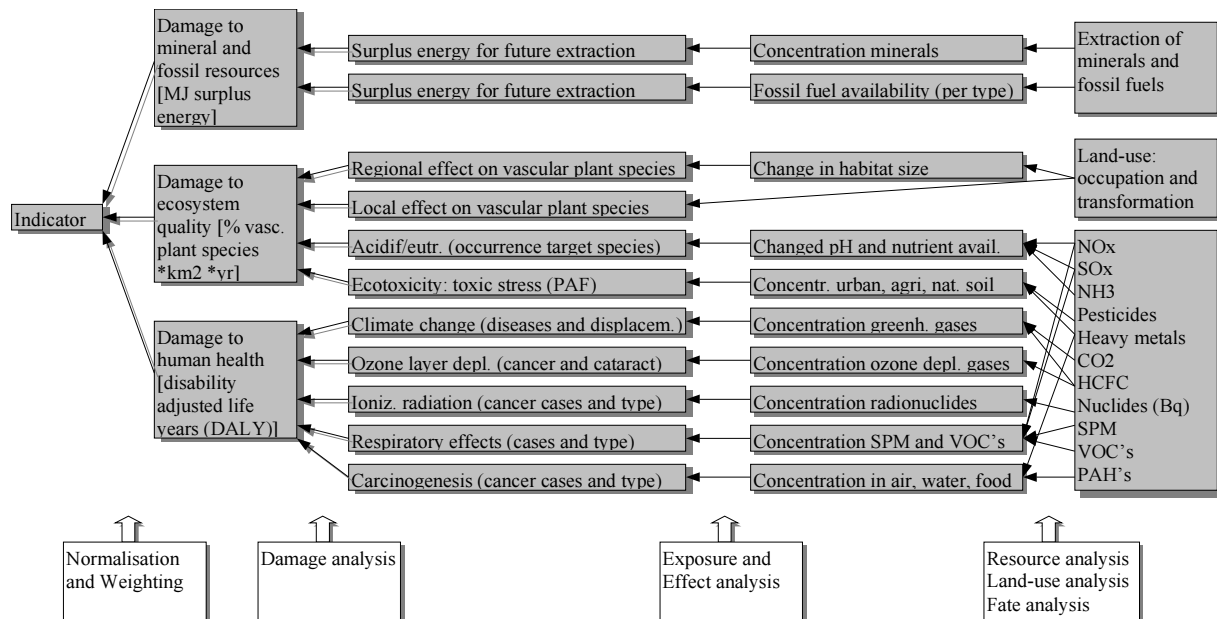 Damage to
mineral and
fossil resources
[MJ surplus
energy]
Surplus energy for future extraction
Concentration minerals
Surplus energy for future extraction
Fossil fuel availability (per type)
Extraction of
minerals and
fossil fuels
Indicator
Damage to
ecosystem
quality [% vasc.
plant species
*km2 *yr]
Regional effect on vascular plant species
Change in habitat size
Local effect on vascular plant species
Acidif/eutr. (occurrence target species)
Changed pH and nutrient avail.
Ecotoxicity: toxic stress (PAF)
Concentr. urban, agri, nat. soil
Land-use:
occupation and
transformation
Damage to
human health
[disability
adjusted life
years (DALY)]
Climate change (diseases and displacem.)
Concentration greenh. gases
Ozone layer depl. (cancer and cataract)
Concentration ozone depl. gases
Ioniz. radiation (cancer cases and type)
Concentration radionuclides
Respiratory effects (cases and type)
Concentration SPM and VOC’s
Carcinogenesis (cancer cases and type)
Concentration in air, water, food
NOx
SOx
NH3
Pesticides
Heavy metals
CO2
HCFC
Nuclides (Bq)
SPM
VOC’s
PAH’s
Normalisation
and Weighting
Damage analysis
Exposure and
Effect analysis
Resource analysis
Land-use analysis
Fate analysis